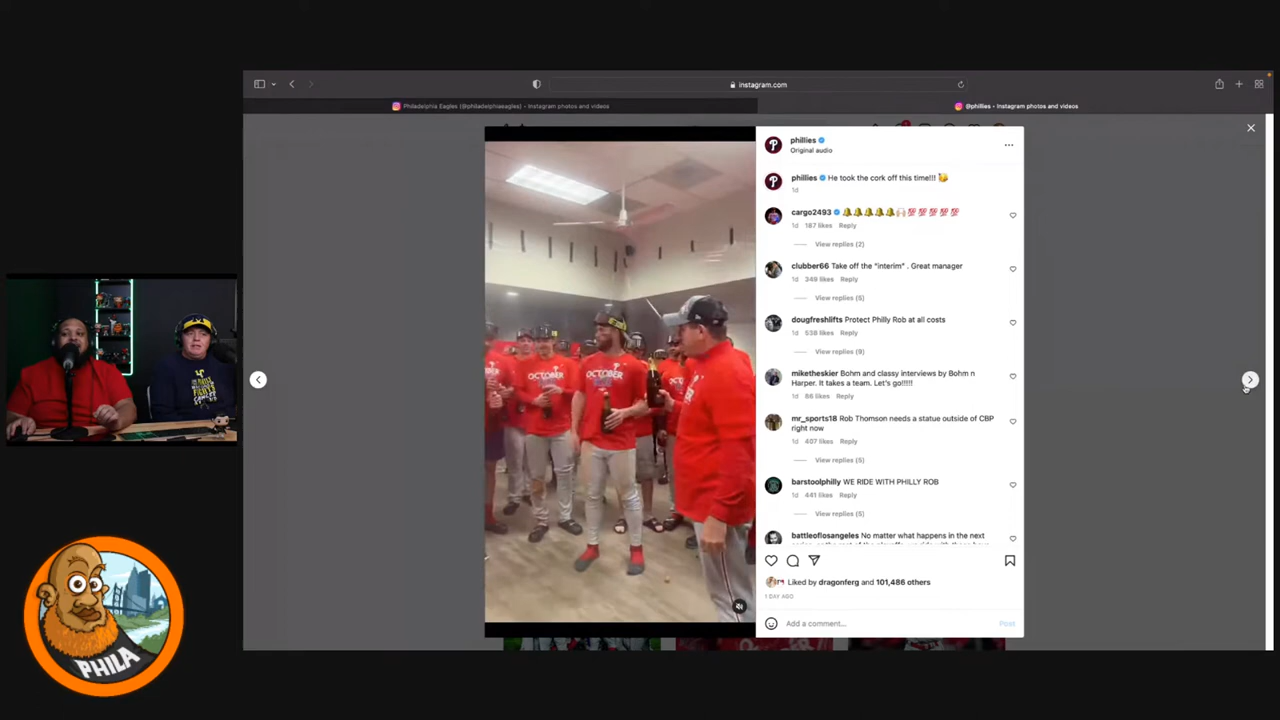 instagram.com
Philadelphia Eagles (@philadelphiaeagles) • Instagram photos and videos
@phillies • Instagram photos and videos
phillies
Original audio
phillies He took the cork off this time!!! 🥳
1d
cargo2493 🔔🔔🔔🔔🔔🙌🏻💯💯💯💯💯
1d 187 likes Reply
View replies (2)
clubber66 Take off the "interim" . Great manager
1d 349 likes Reply
View replies (5)
dougfreshlifts Protect Philly Rob at all costs
1d 538 likes Reply
View replies (9)
miketheskier Bohm and classy interviews by Bohm n
Harper. It takes a team. Let's go!!!!!
1d 86 likes Reply
mr_sports18 Rob Thomson needs a statue outside of CBP
right now
1d 407 likes Reply
View replies (5)
barstoolphilly WE RIDE WITH PHILLY ROB
1d 441 likes Reply
View replies (5)
battleoflosangeles No matter what happens in the next
Liked by dragonferg and 101,486 others
1 DAY AGO
Add a comment...
Post
OCTOBER
OCTOBER
PHILA